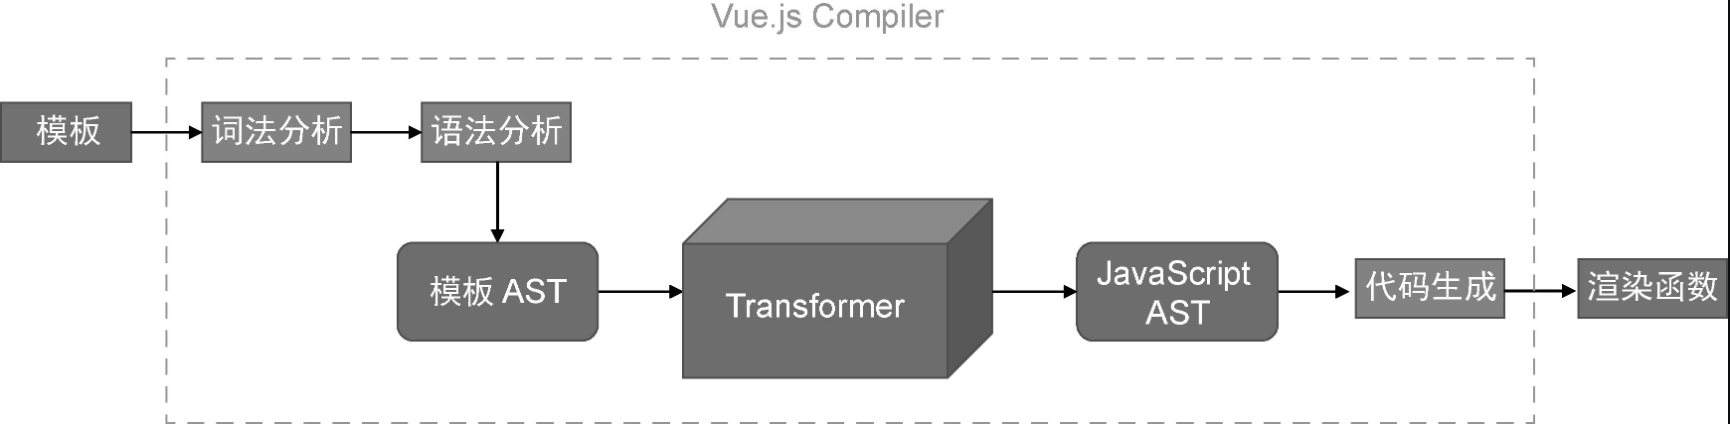 Vue.js Compiler
模板
词法分析
语法分析
模板 AST
Transformer
JavaScript
AST
代码生成
渲染函数